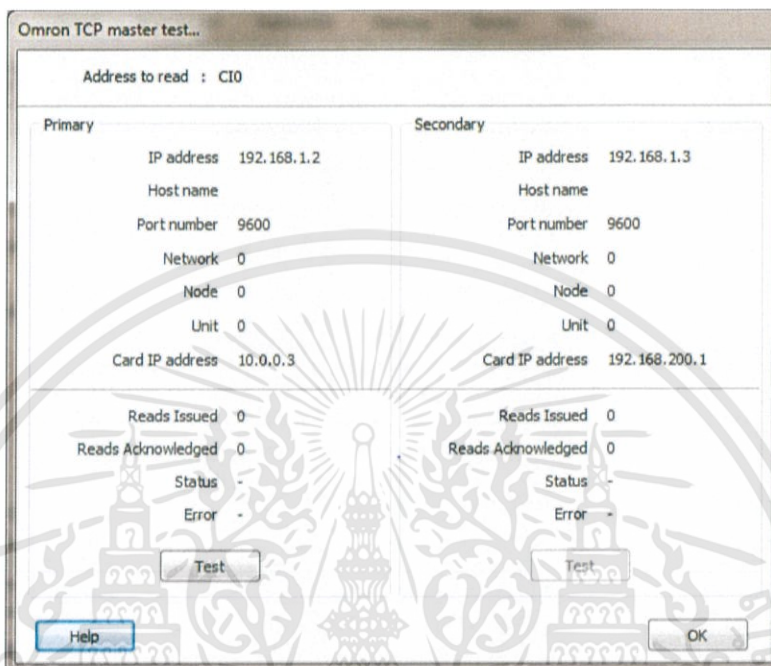 Omron TCP master test...
Address to read : CI0
Primary
IP address 192.168.1.2
Host name
Port number 9600
Network 0
Node 0
Unit 0
Card IP address 10.0.0.3
Reads Issued 0
Reads Acknowledged 0
Status -
Error -
Test
Secondary
IP address 192.168.1.3
Host name
Port number 9600
Network 0
Node 0
Unit 0
Card IP address 192.168.200.1
Reads Issued 0
Reads Acknowledged 0
Status -
Error -
Test
Help
OK